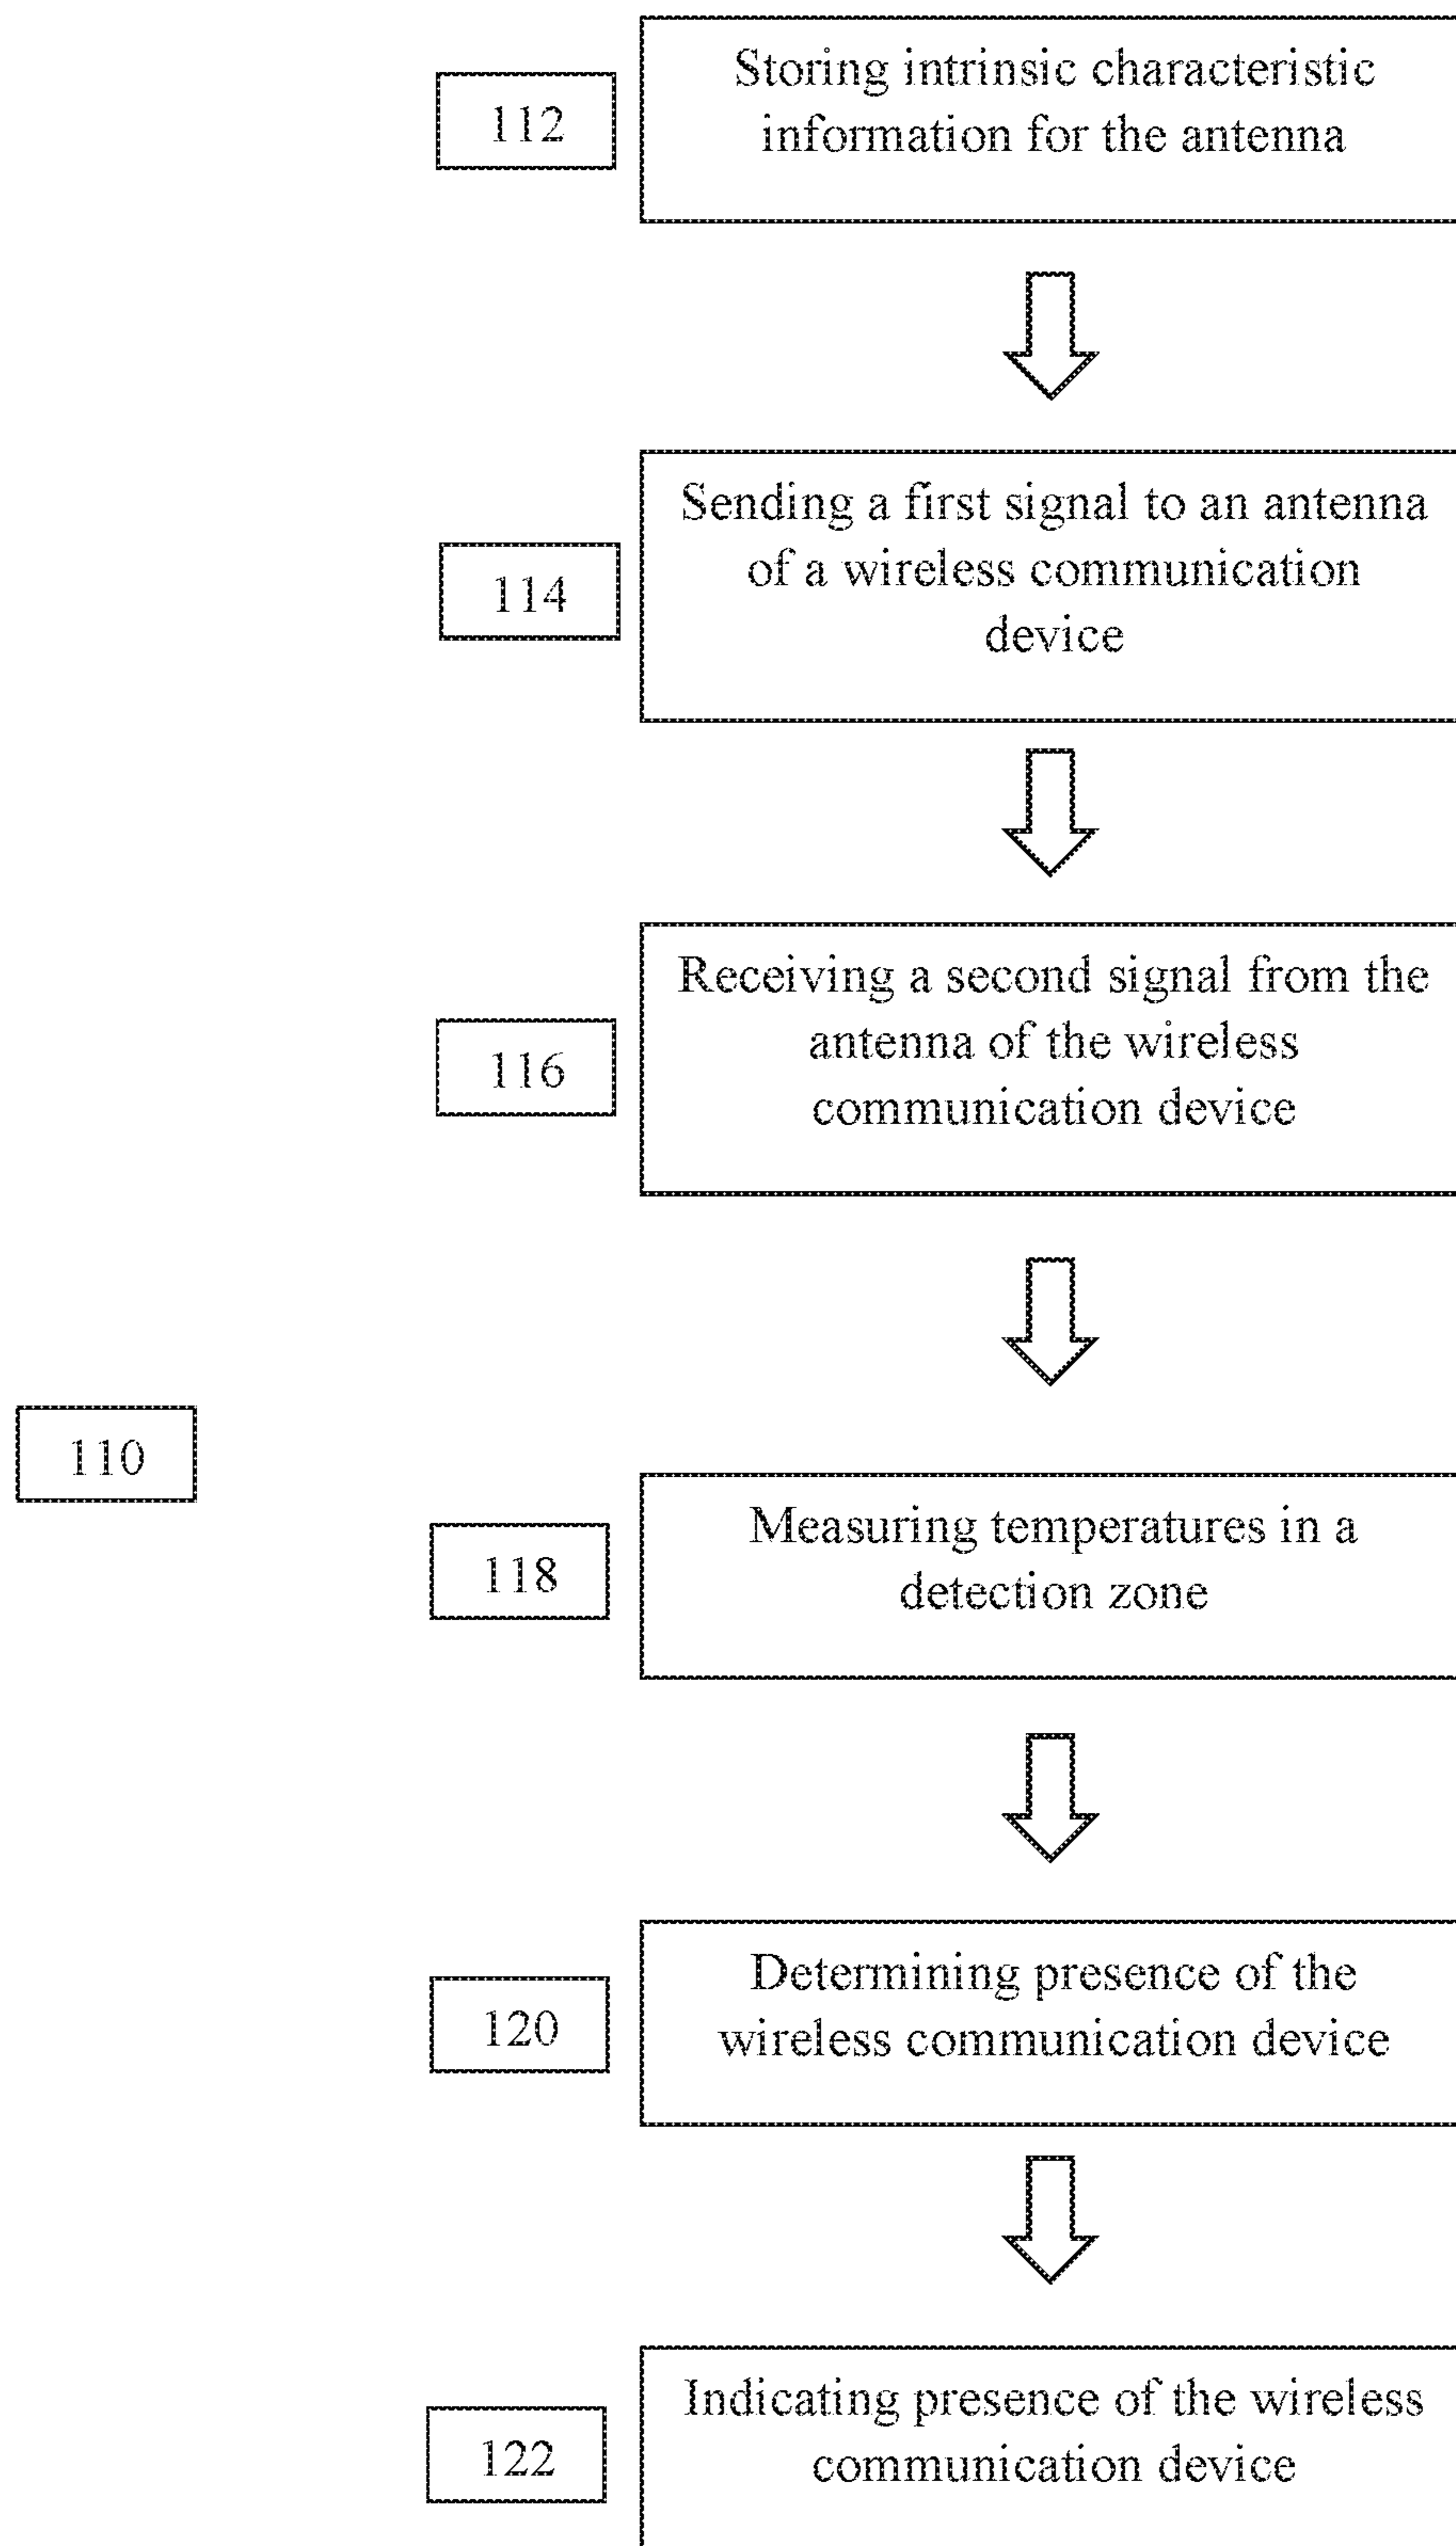 112
Storing intrinsic characteristic
information for the antenna
114
Sending a first signal to an antenna
of a wireless communication
device
116
Receiving a second signal from the
antenna of the wireless
communication device
110
118
Measuring temperatures in a
detection zone
120
Determining presence of the
wireless communication device
122
Indicating presence of the wireless
communication device